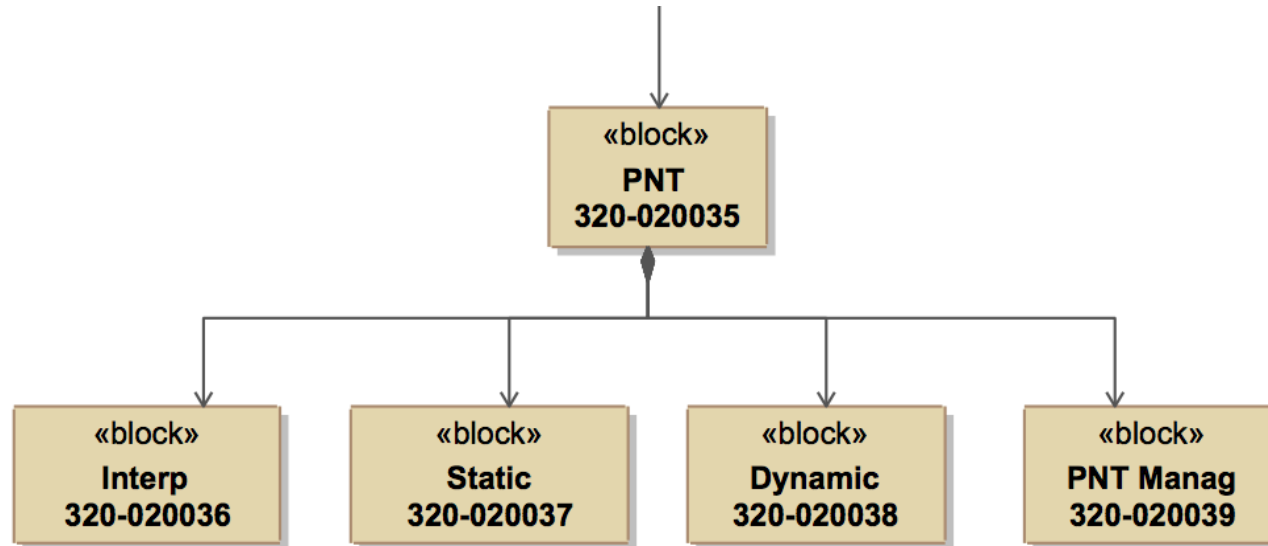 «block»
PNT
320-020035
«block»
Interp
320-020036
«block»
Static
320-020037
«block»
Dynamic
320-020038
«block»
PNT Manag
320-020039